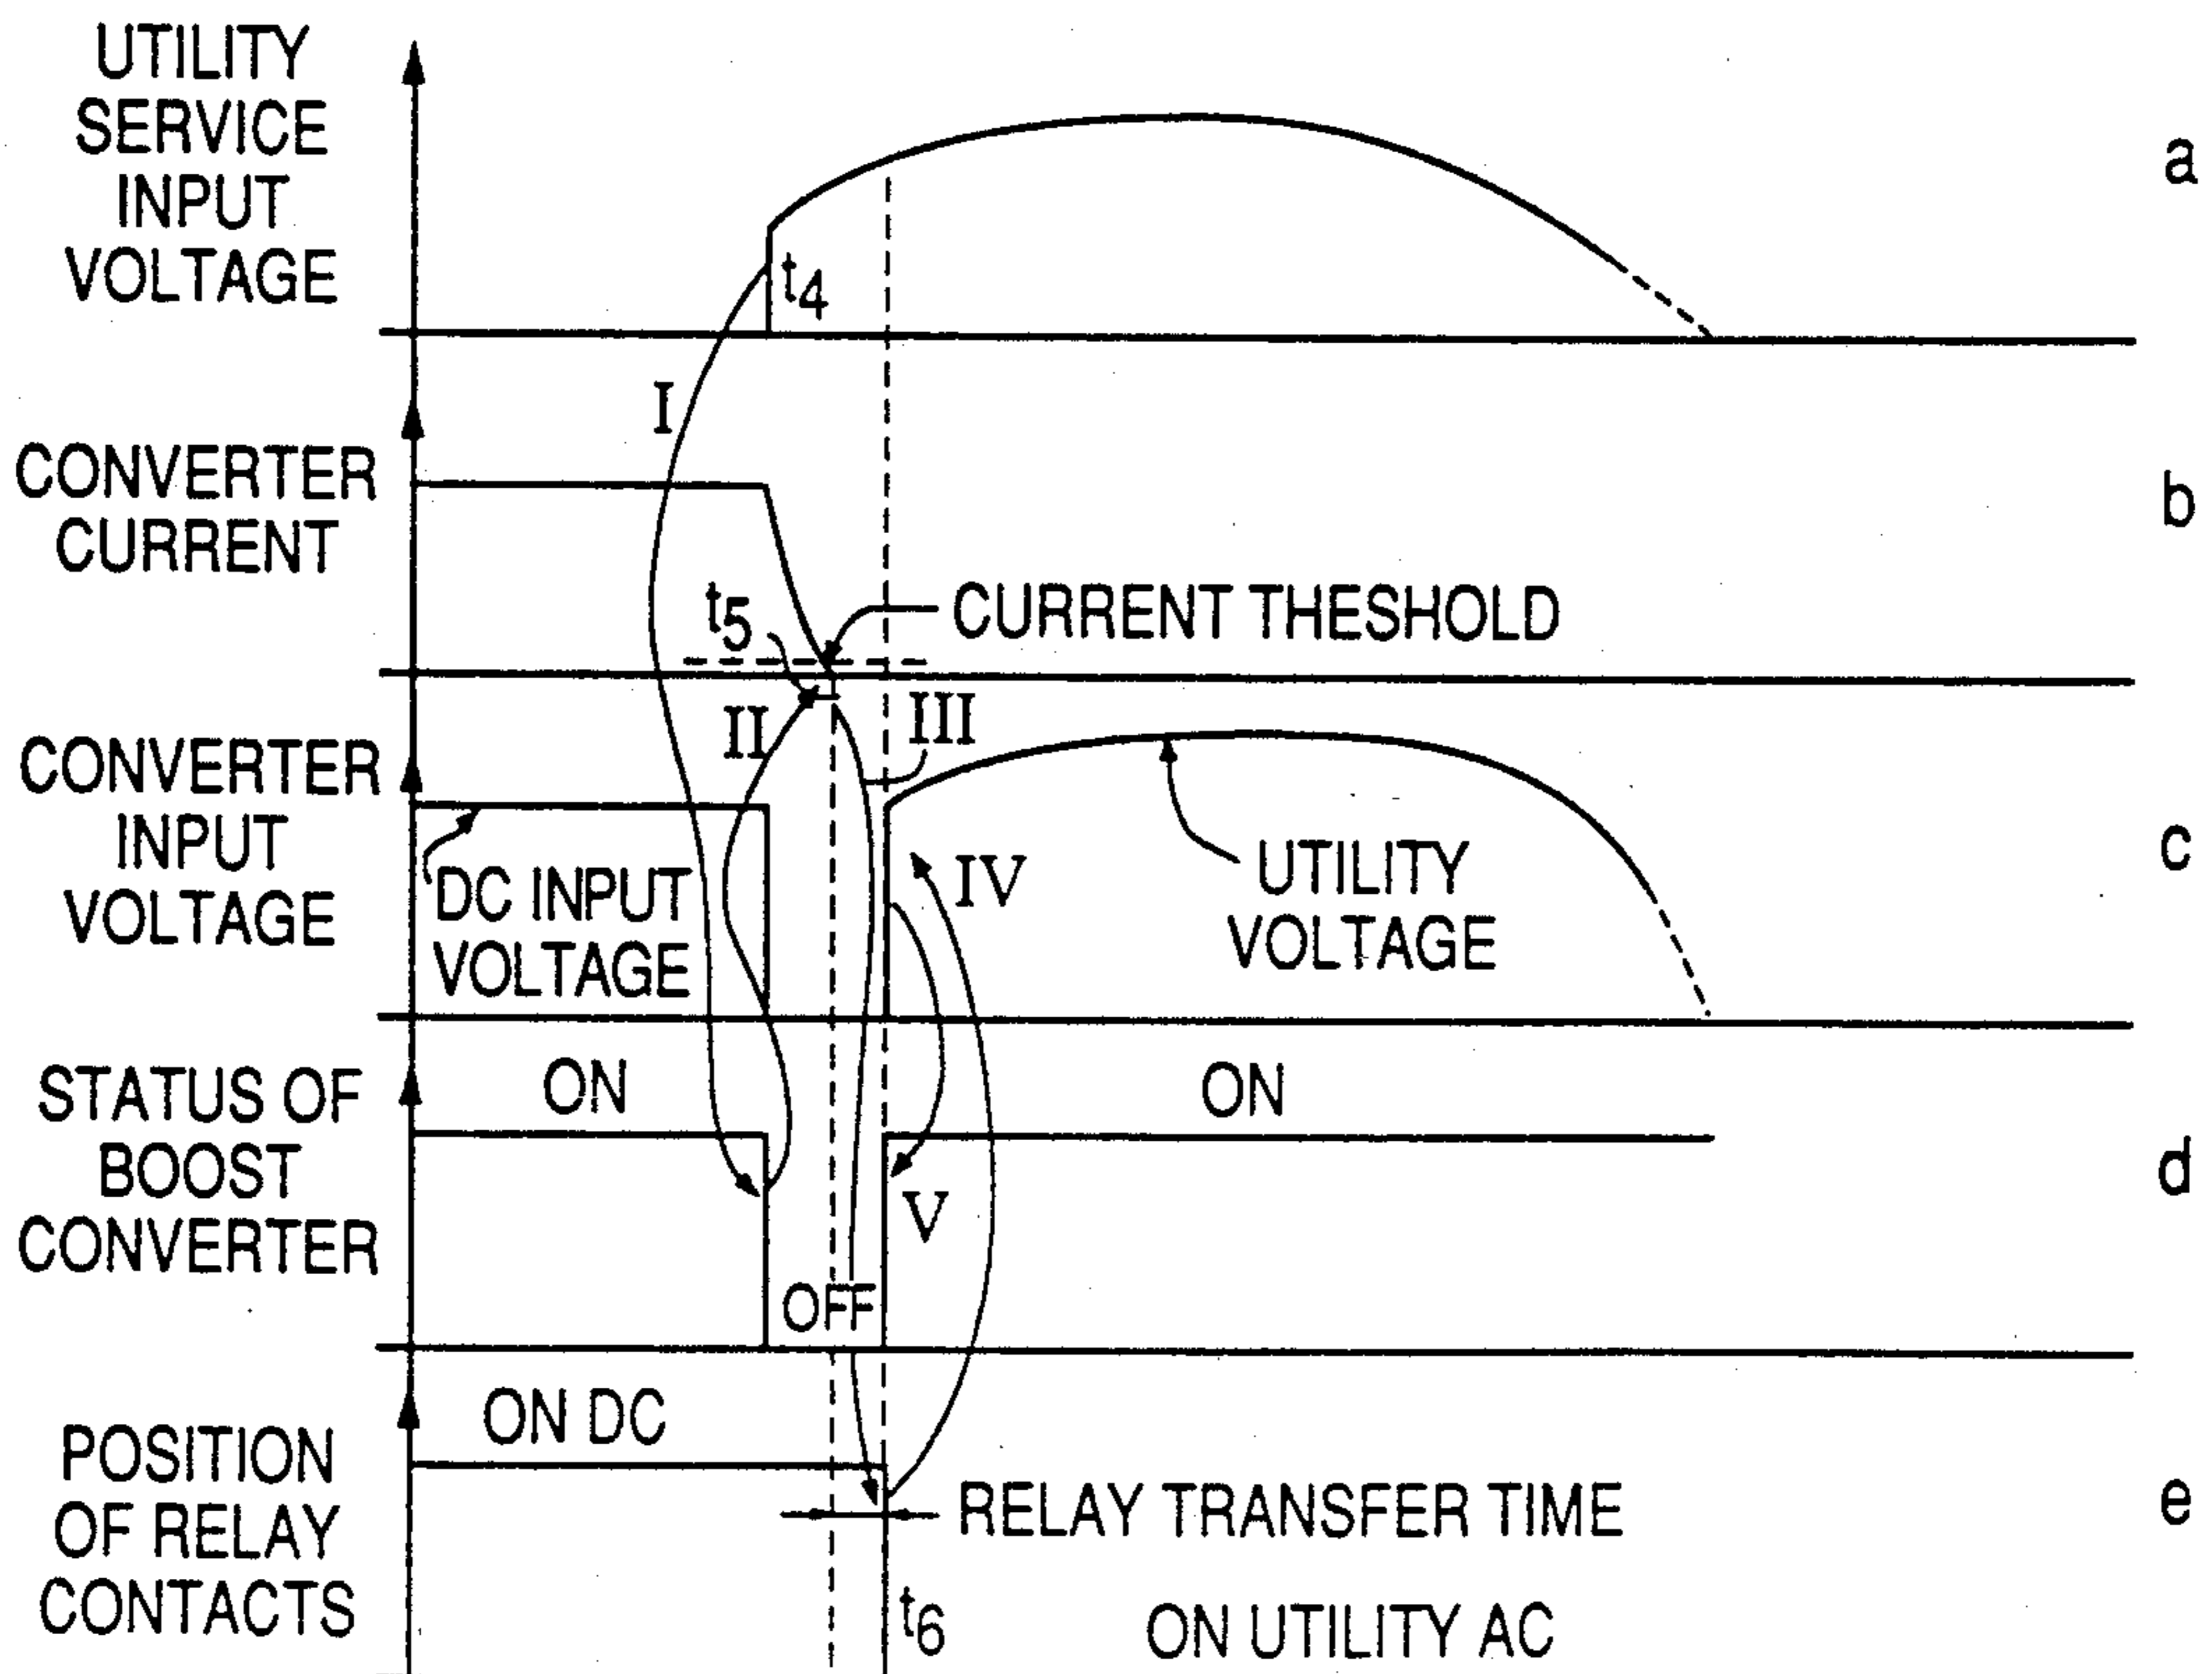 UTILITY
SERVICE
INPUT
VOLTAGE
t4
a
I
CONVERTER
CURRENT
b
t5
CURRENT THESHOLD
II
III
CONVERTER
INPUT
VOLTAGE
DC INPUT
VOLTAGE
IV
UTILITY
VOLTAGE
c
STATUS OF
BOOST
CONVERTER
ON
ON
V
OFF
d
POSITION
OF RELAY
CONTACTS
ON DC
RELAY TRANSFER TIME
t6
ON UTILITY AC
e